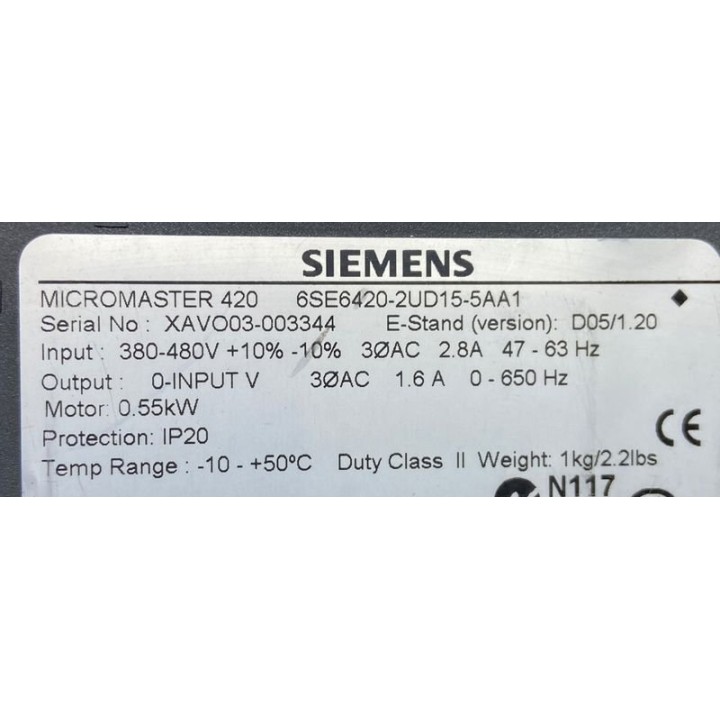 SIEMENS
MICROMASTER 420 6SE6420-2UD15-5AA1
Serial No : XAVO03-003344 E-Stand (version): D05/1.20
Input : 380-480V +10% -10% 3ØAC 2.8A 47 - 63 Hz
Output : 0-INPUT V 3ØAC 1.6 A 0 - 650 Hz
Motor: 0.55kW
Protection: IP20
CE
Temp Range : -10 - +50ºC Duty Class II Weight: 1kg/2.2lbs
N117